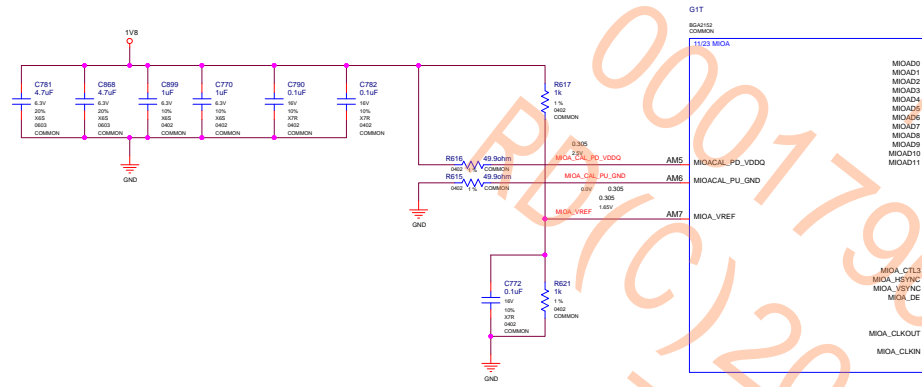 G1T
BGA2152
COMMON
11/23 MIOA
1V8
C781
4.7uF
6.3V
20%
X6S
0603
COMMON
C868
4.7uF
6.3V
20%
X6S
0603
COMMON
C899
1uF
6.3V
10%
X6S
0402
COMMON
C770
1uF
6.3V
10%
X6S
0402
COMMON
C790
0.1uF
16V
10%
X7R
0402
COMMON
C782
0.1uF
16V
10%
X7R
0402
COMMON
GND
R617
1k
1 %
0402
COMMON
MIOAD0
MIOAD1
MIOAD2
MIOAD3
MIOAD4
MIOAD5
MIOAD6
MIOAD7
MIOAD8
MIOAD9
MIOAD10
MIOAD11
R616
49.9ohm
0402
1 %
COMMON
0.305
2.5V
MIOA_CAL_PD_VDDQ
AM5
MIOACAL_PD_VDDQ
R615
49.9ohm
0402
1 %
COMMON
MIOA_CAL_PU_GND
0.0V
0.305
AM6
MIOACAL_PU_GND
GND
0.305
1.65V
MIOA_VREF
AM7
MIOA_VREF
C772
0.1uF
16V
10%
X7R
0402
COMMON
R621
1k
1 %
0402
COMMON
GND
MIOA_CTL3
MIOA_HSYNC
MIOA_VSYNC
MIOA_DE
MIOA_CLKOUT
MIOA_CLKIN